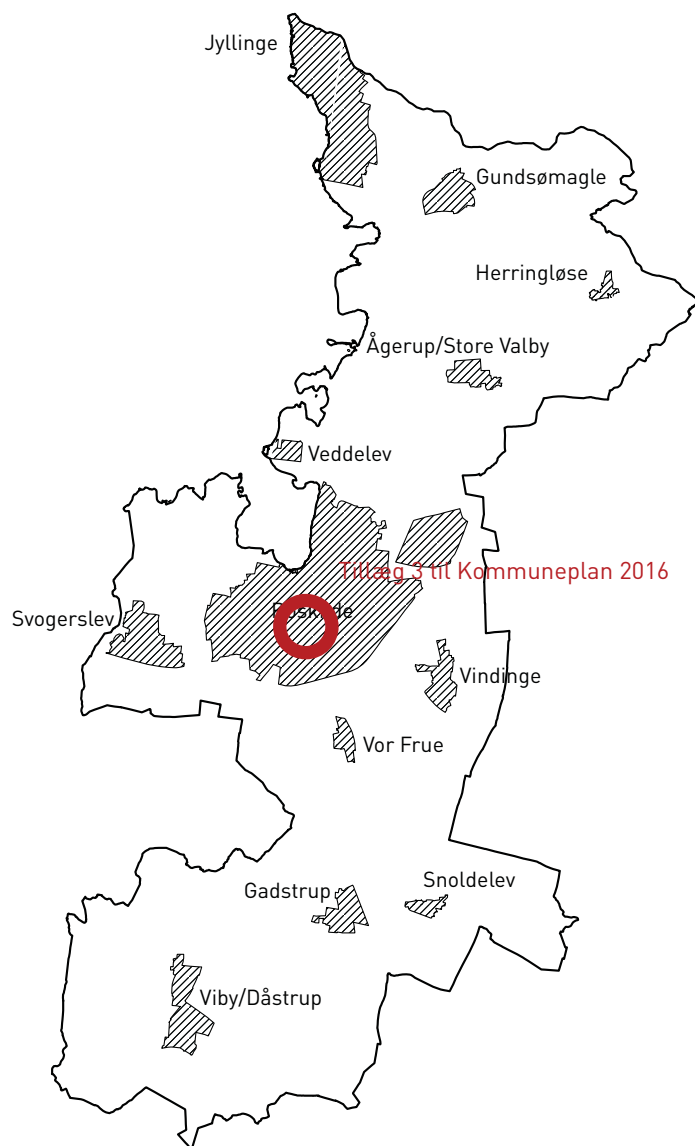 Jyllinge
Gundsømagle
Herringløse
Ågerup/Store Valby
Veddelev
Tillæg 3 til Kommuneplan 2016
Roskilde
Svogerslev
Vindinge
Vor Frue
Snoldelev
Gadstrup
Viby/Dåstrup